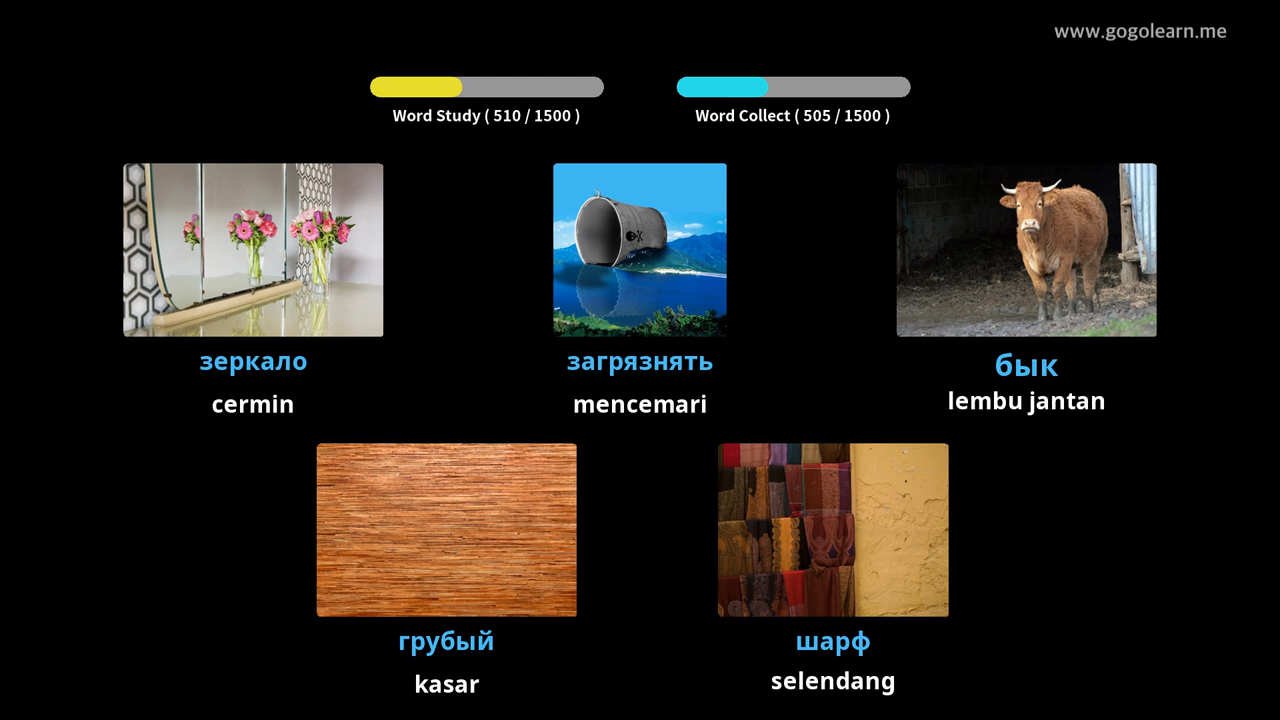 www.gogolearn.me
Word Study ( 510 / 1500 )
Word Collect ( 505 / 1500 )
зеркало
cermin
загрязнять
mencemari
бык
lembu jantan
грубый
kasar
шарф
selendang